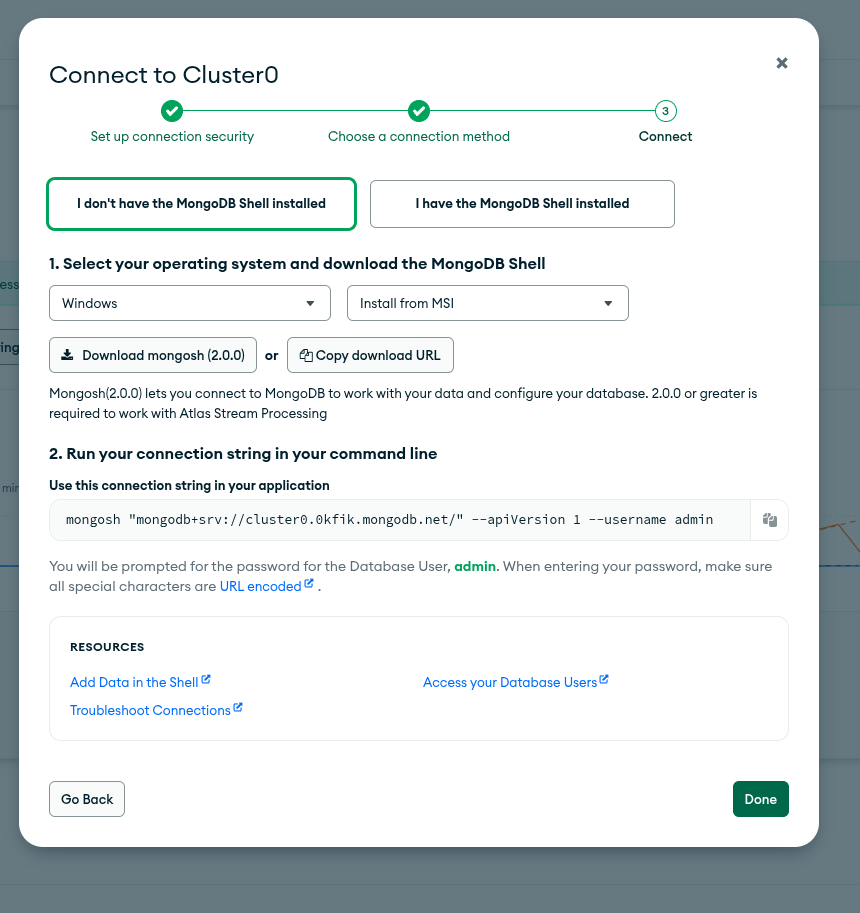 Connect to Cluster0
3
Set up connection security
Choose a connection method
Connect
I don't have the MongoDB Shell installed
I have the MongoDB Shell installed
1. Select your operating system and download the MongoDB Shell
Windows
Install from MSI
Download mongosh (2.0.0)
or
Copy download URL
Mongosh(2.0.0) lets you connect to MongoDB to work with your data and configure your database. 2.0.0 or greater is
required to work with Atlas Stream Processing
2. Run your connection string in your command line
Use this connection string in your application
mongosh "mongodb+srv://cluster0.0kfik.mongodb.net/" --apiVersion 1 --username admin
You will be prompted for the password for the Database User, admin. When entering your password, make sure
all special characters are URL encoded .
RESOURCES
Add Data in the Shell
Access your Database Users
Troubleshoot Connections
Go Back
Done